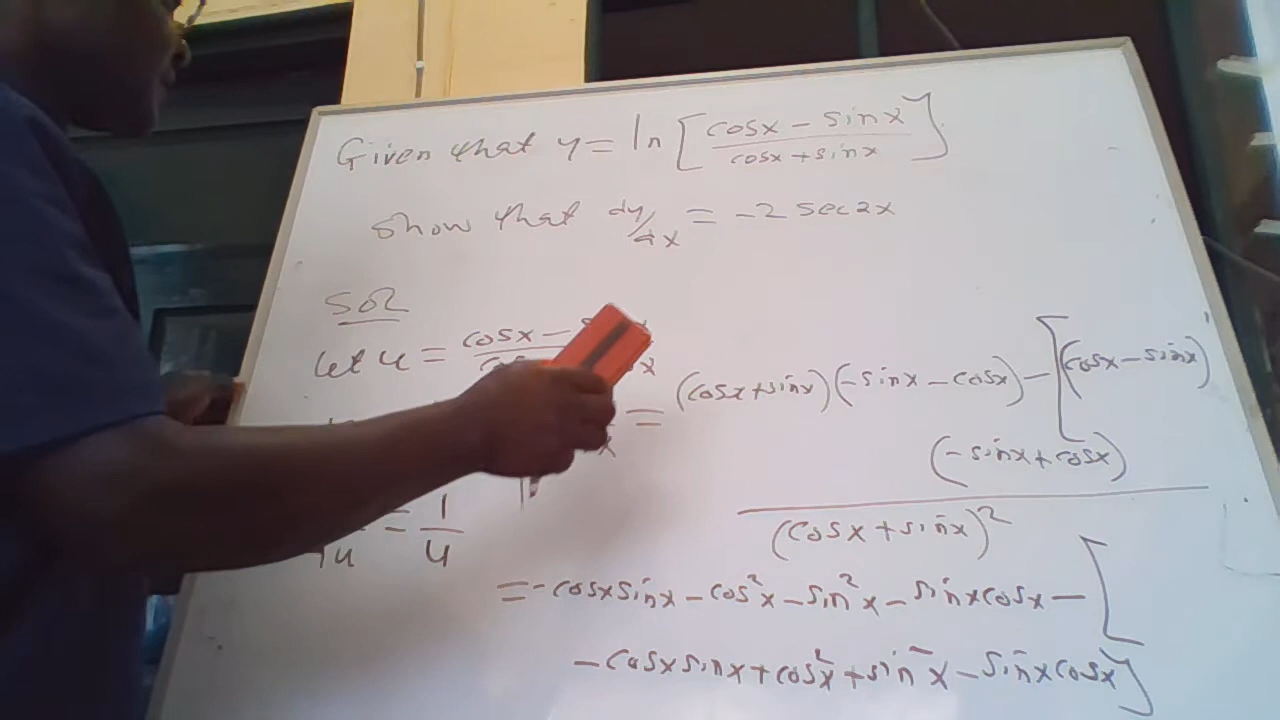 Given that y = ln [ (cosx - sinx) / (cosx + sinx) ]
show that dy/dx = -2 sec2x
SOL
Let u = cosx -
= (cosx + sinx)(-sinx - cosx) - [(cosx - sinx)
(-sinx + cosx)
(cosx + sinx)²
= 1/u
= -cosxsinx - cos²x - sin²x - sinxcosx - [
-cosxsinx + cos²x + sin²x - sinxcosx]